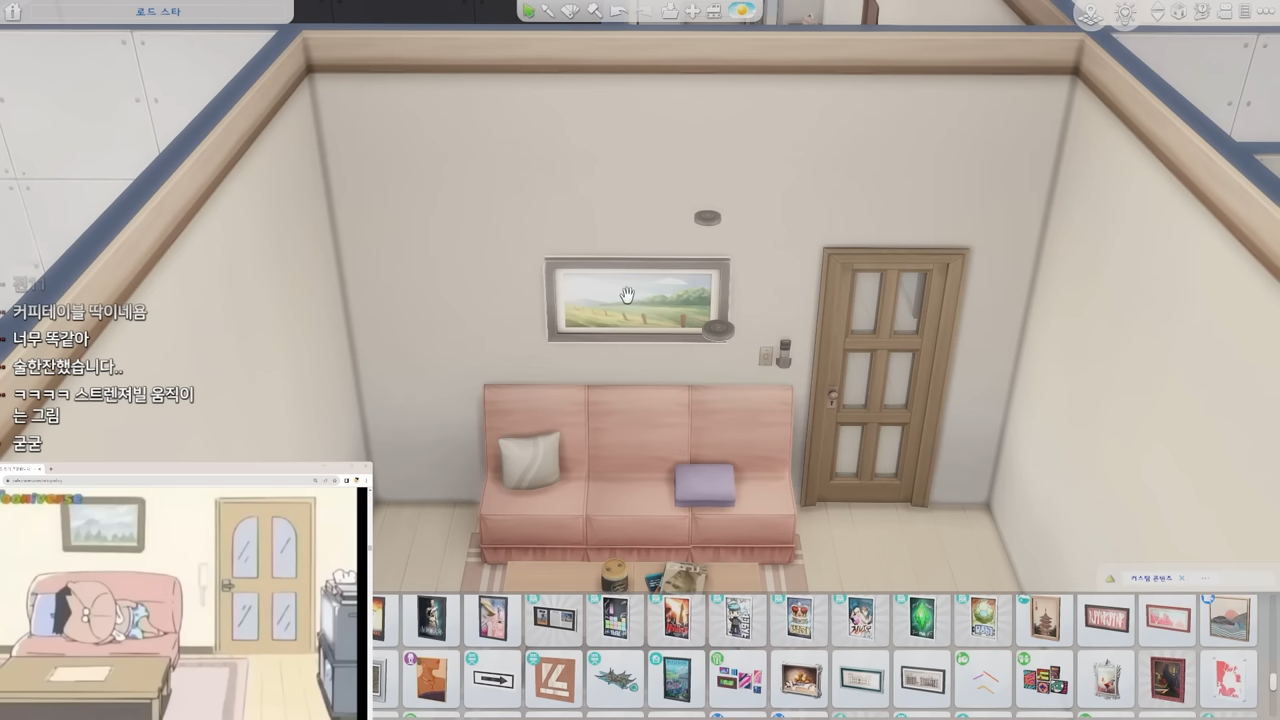 로드 스타
커피테이블 딱이네욤
너무 똑같아
술한잔했습니다..
ㅋㅋㅋㅋ 스트렌져빌 움직이
는 그림
굳굳
커스텀 콘텐츠